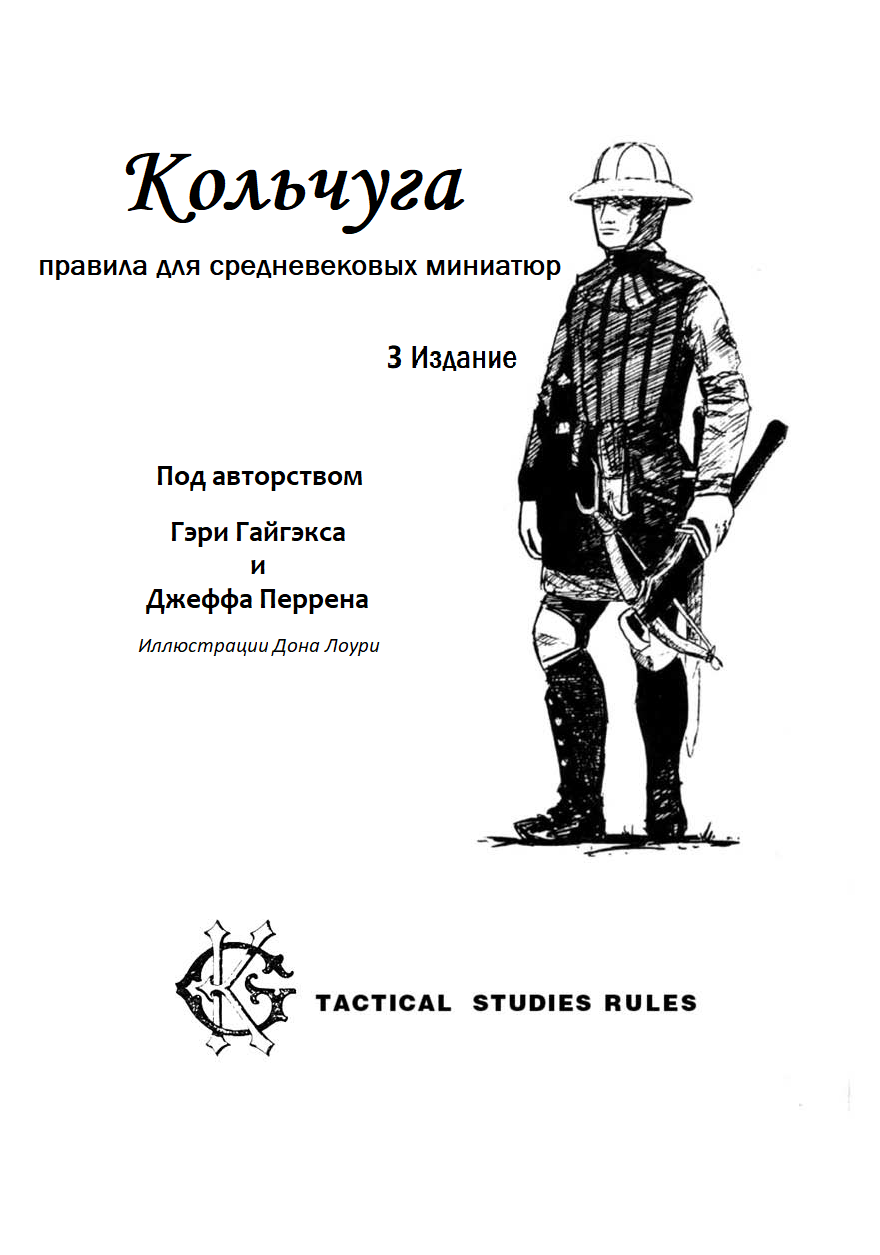 Кольчуга
правила для средневековых миниатюр
3 Издание
Под авторством
Гэри Гайгэкса
и
Джеффа Перрена
Иллюстрации Дона Лоури
GK
TACTICAL STUDIES RULES